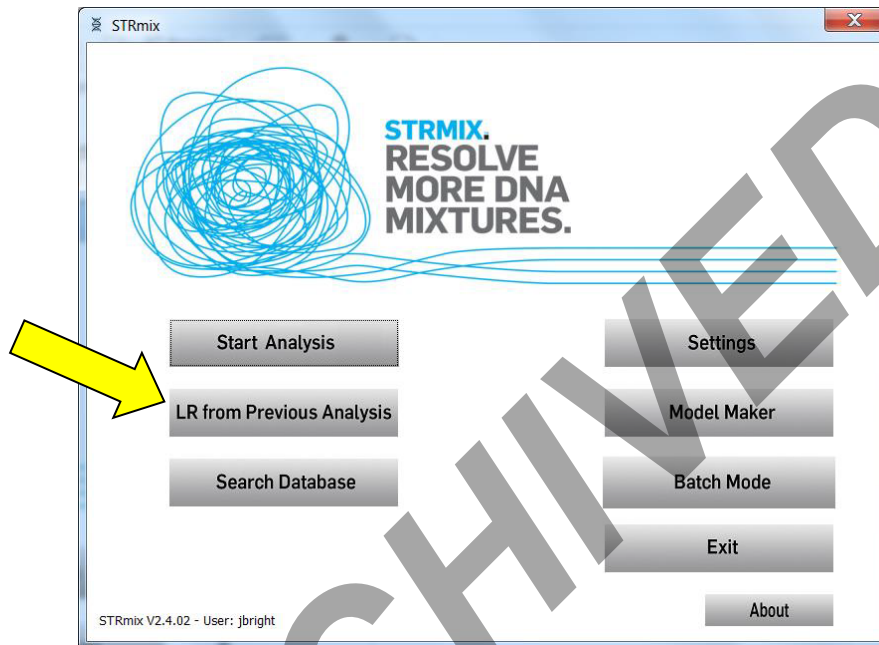 STRmix
X
STRMIX.
RESOLVE
MORE DNA
MIXTURES.
Start Analysis
LR from Previous Analysis
Search Database
Settings
Model Maker
Batch Mode
Exit
About
STRmix V2.4.02 - User: jbright
CHIVED